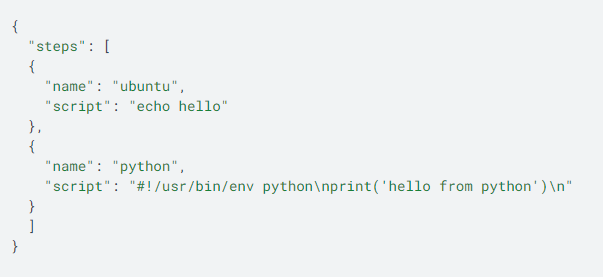 {
  "steps": [
  {
    "name": "ubuntu",
    "script": "echo hello"
  },
  {
    "name": "python",
    "script": "#!/usr/bin/env python\nprint('hello from python')\n"
  }
  ]
}